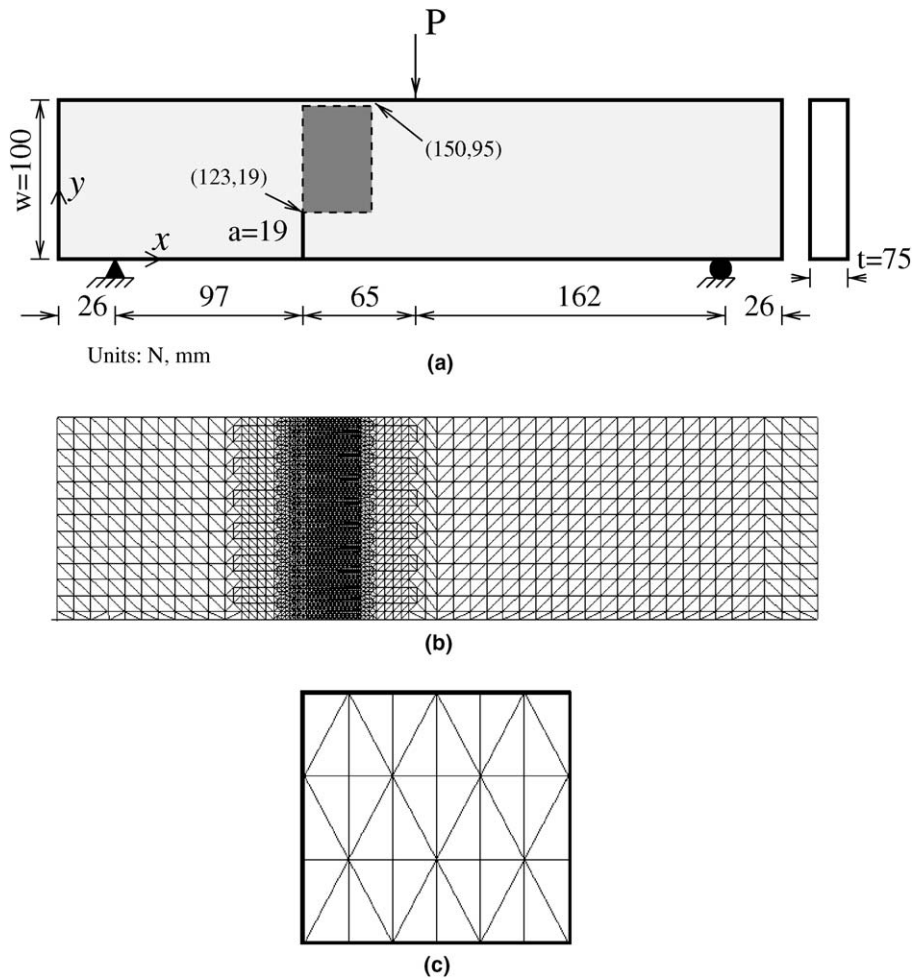 P
(150,95)
w=100
(123,19)
y
a=19
x
t=75
26
97
65
162
26
Units: N, mm
(a)
(b)
(c)